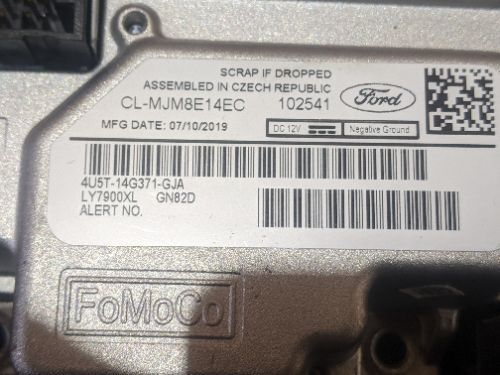 SCRAP IF DROPPED
ASSEMBLED IN CZECH REPUBLIC
CL-MJM8E14EC 102541
Ford
MFG DATE: 07/10/2019
DC 12V Negative Ground
4U5T-14G371-GJA
LY7900XL GN82D
ALERT NO.
FoMoCo